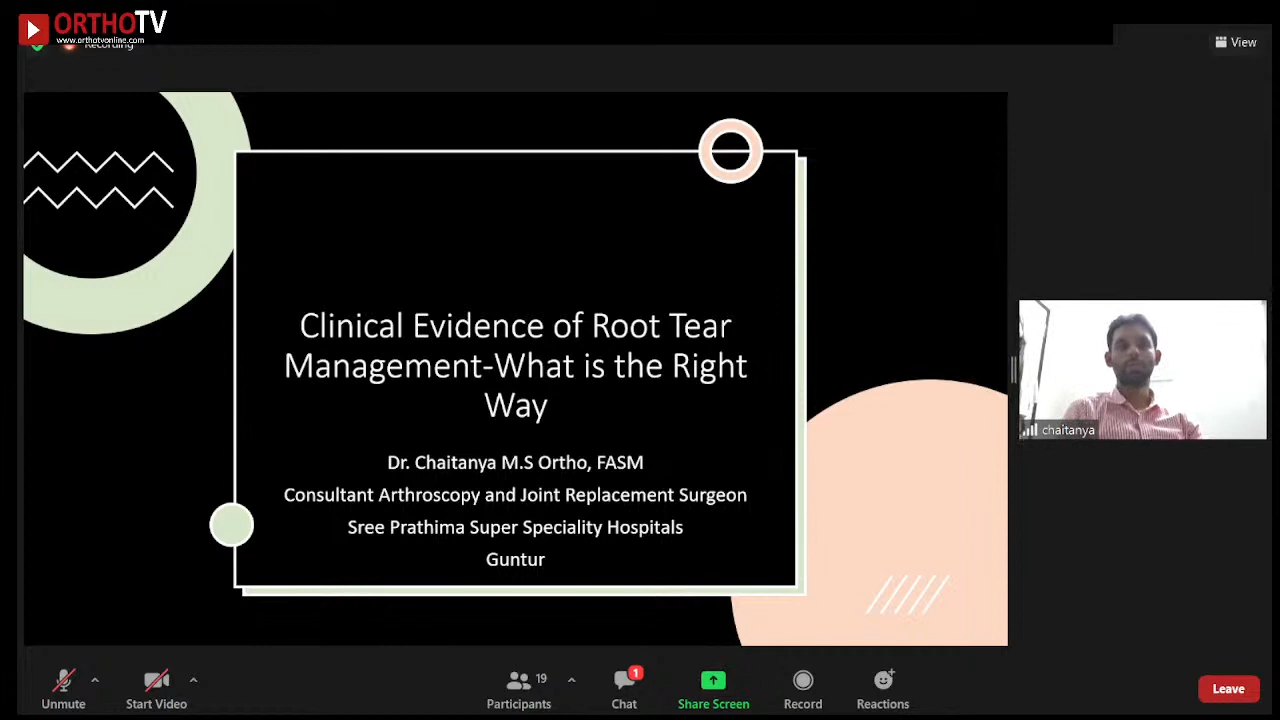 ORTHOTV
www.orthotvonline.com
Recording
View
Clinical Evidence of Root Tear
Management-What is the Right
Way
Dr. Chaitanya M.S Ortho, FASM
Consultant Arthroscopy and Joint Replacement Surgeon
Sree Prathima Super Speciality Hospitals
Guntur
chaitanya
Unmute
Start Video
19
Participants
1
Chat
Share Screen
Record
Reactions
Leave